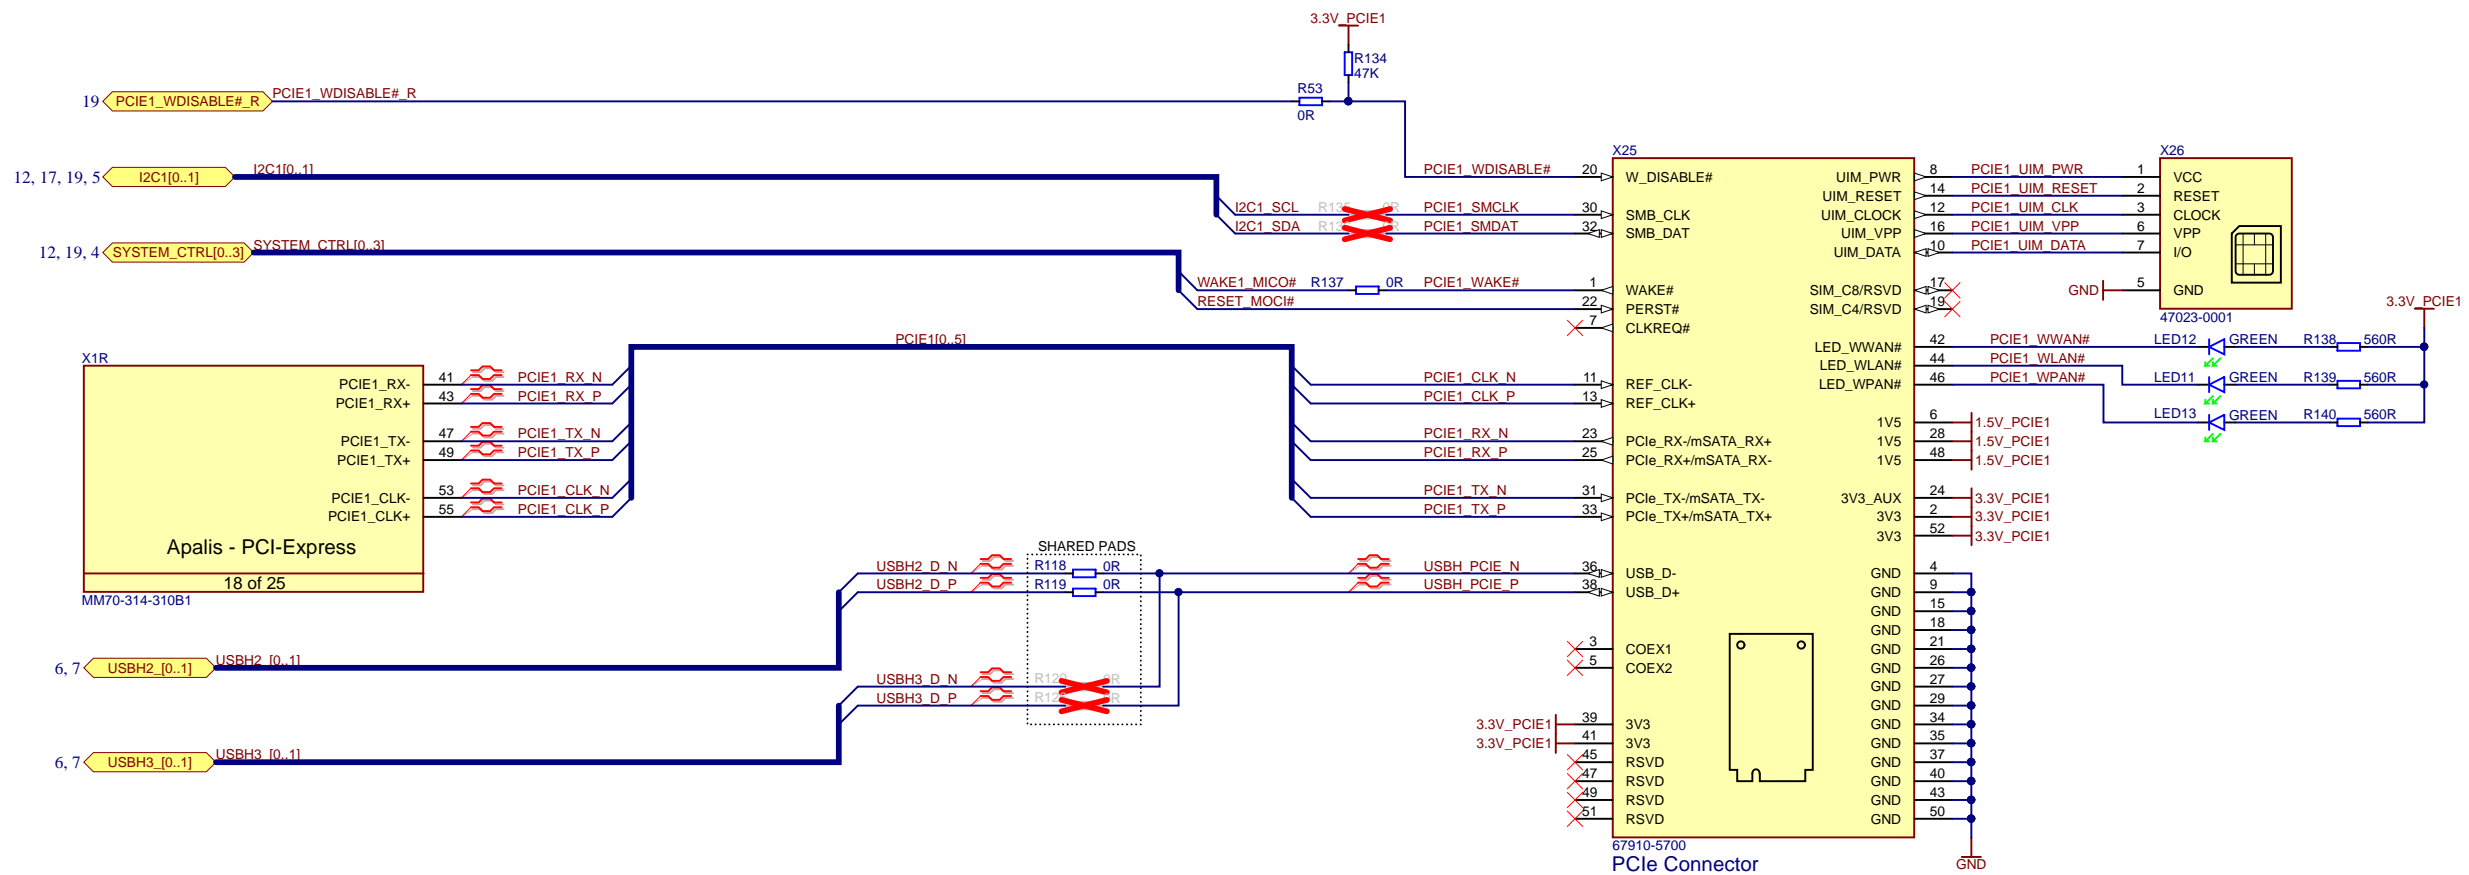 3.3V_PCIE1
R134
47K
R53
0R
19
PCIE1_WDISABLE#_R
PCIE1_WDISABLE#_R
12, 17, 19, 5
I2C1[0..1]
I2C1[0..1]
I2C1_SCL
0R
PCIE1_SMCLK
I2C1_SDA
PCIE1_SMDAT
12, 19, 4
SYSTEM_CTRL[0..3]
SYSTEM_CTRL[0..3]
WAKE1_MICO#
R137
0R
PCIE1_WAKE#
RESET_MOCI#
PCIE1_WDISABLE#
PCIE1[0..5]
X1R
PCIE1_RX- 41 PCIE1_RX_N
PCIE1_RX+ 43 PCIE1_RX_P
PCIE1_TX- 47 PCIE1_TX_N
PCIE1_TX+ 49 PCIE1_TX_P
PCIE1_CLK- 53 PCIE1_CLK_N
PCIE1_CLK+ 55 PCIE1_CLK_P
Apalis - PCI-Express
18 of 25
MM70-314-310B1
PCIE1_CLK_N
PCIE1_CLK_P
PCIE1_RX_N
PCIE1_RX_P
PCIE1_TX_N
PCIE1_TX_P
SHARED PADS
USBH2_D_N R118 0R USBH_PCIE_N
USBH2_D_P R119 0R USBH_PCIE_P
6, 7
USBH2_[0..1]
USBH2_[0..1]
USBH3_D_N
USBH3_D_P
6, 7
USBH3_[0..1]
USBH3_[0..1]
3.3V_PCIE1
3.3V_PCIE1
X25
20 W_DISABLE#
30 SMB_CLK
32 SMB_DAT
1 WAKE#
22 PERST#
7 CLKREQ#
11 REF_CLK-
13 REF_CLK+
23 PCIe_RX-/mSATA_RX+
25 PCIe_RX+/mSATA_RX-
31 PCIe_TX-/mSATA_TX-
33 PCIe_TX+/mSATA_TX+
36 USB_D-
38 USB_D+
3 COEX1
5 COEX2
39 3V3
41 3V3
45 RSVD
47 RSVD
49 RSVD
51 RSVD
UIM_PWR 8 PCIE1_UIM_PWR
UIM_RESET 14 PCIE1_UIM_RESET
UIM_CLOCK 12 PCIE1_UIM_CLK
UIM_VPP 16 PCIE1_UIM_VPP
UIM_DATA 10 PCIE1_UIM_DATA
SIM_C8/RSVD 17
SIM_C4/RSVD 19
LED_WWAN# 42 PCIE1_WWAN#
LED_WLAN# 44 PCIE1_WLAN#
LED_WPAN# 46 PCIE1_WPAN#
1V5 6 1.5V_PCIE1
1V5 28 1.5V_PCIE1
1V5 48 1.5V_PCIE1
3V3_AUX 24 3.3V_PCIE1
3V3 2 3.3V_PCIE1
3V3 52 3.3V_PCIE1
GND 4
GND 9
GND 15
GND 18
GND 21
GND 26
GND 27
GND 29
GND 34
GND 35
GND 37
GND 40
GND 43
GND 50
67910-5700
PCIe Connector
GND
X26
1 VCC
2 RESET
3 CLOCK
6 VPP
7 I/O
GND 5 GND
47023-0001
3.3V_PCIE1
LED12 GREEN R138 560R
LED11 GREEN R139 560R
LED13 GREEN R140 560R